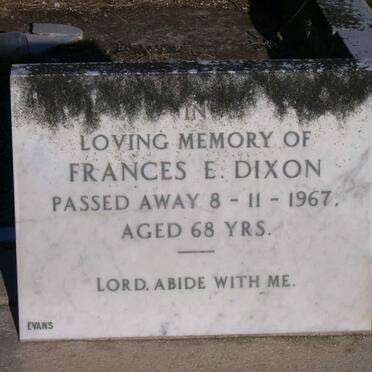 IN
LOVING MEMORY OF
FRANCES E. DIXON
PASSED AWAY 8 - 11 - 1967.
AGED 68 YRS.
LORD, ABIDE WITH ME.
EVANS